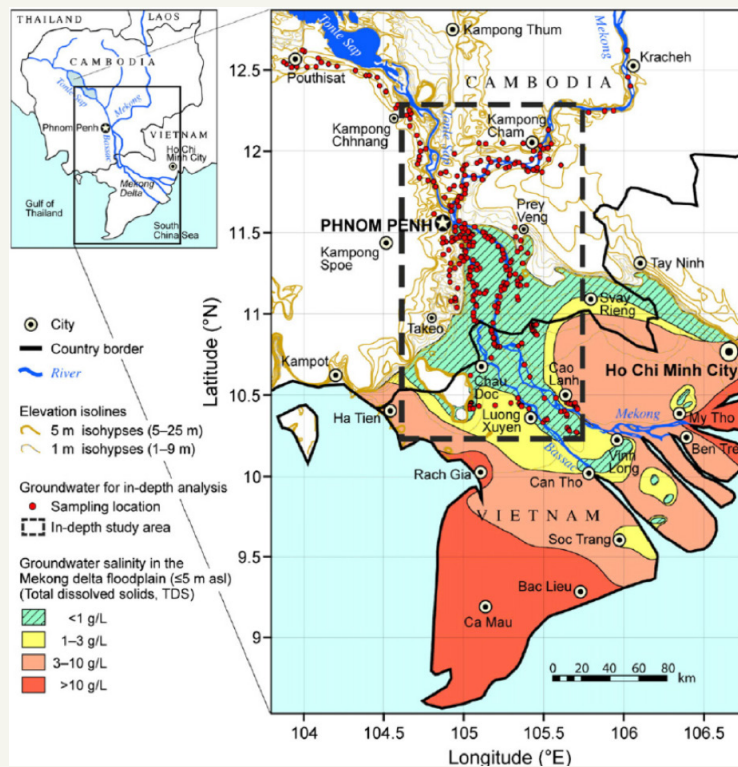 THAILAND
LAOS
CAMBODIA
Tonle Sap
Mekong
Phnom Penh
Bassac
VIETNAM
Ho Chi
Minh City
Mekong
Delta
Gulf of
Thailand
South
China Sea
City
Country border
River
Elevation isolines
5 m isohypses (5–25 m)
1 m isohypses (1–9 m)
Groundwater for in-depth analysis
Sampling location
In-depth study area
Groundwater salinity in the
Mekong delta floodplain (≤5 m asl)
(Total dissolved solids, TDS)
<1 g/L
1–3 g/L
3–10 g/L
>10 g/L
Latitude (°N)
12.5
12
11.5
11
10.5
10
9.5
9
Tonle Sap
Kampong Thum
Mekong
Kracheh
Pouthisat
CAMBODIA
Kampong
Chhnang
Tonle Sap
Kampong
Cham
PHNOM PENH
Prey
Veng
Kampong
Spoe
Tay Ninh
Takeo
Svay
Rieng
Kampot
Chau
Doc
Cao
Lanh
Ho Chi Minh City
Ha Tien
Luong
Xuyen
Mekong
My Tho
Ben Tre
Rach Gia
Bassac
Vinh
Long
Can Tho
VIETNAM
Soc Trang
Bac Lieu
Ca Mau
0 20 40 60 80
km
104 104.5 105 105.5 106 106.5
Longitude (°E)